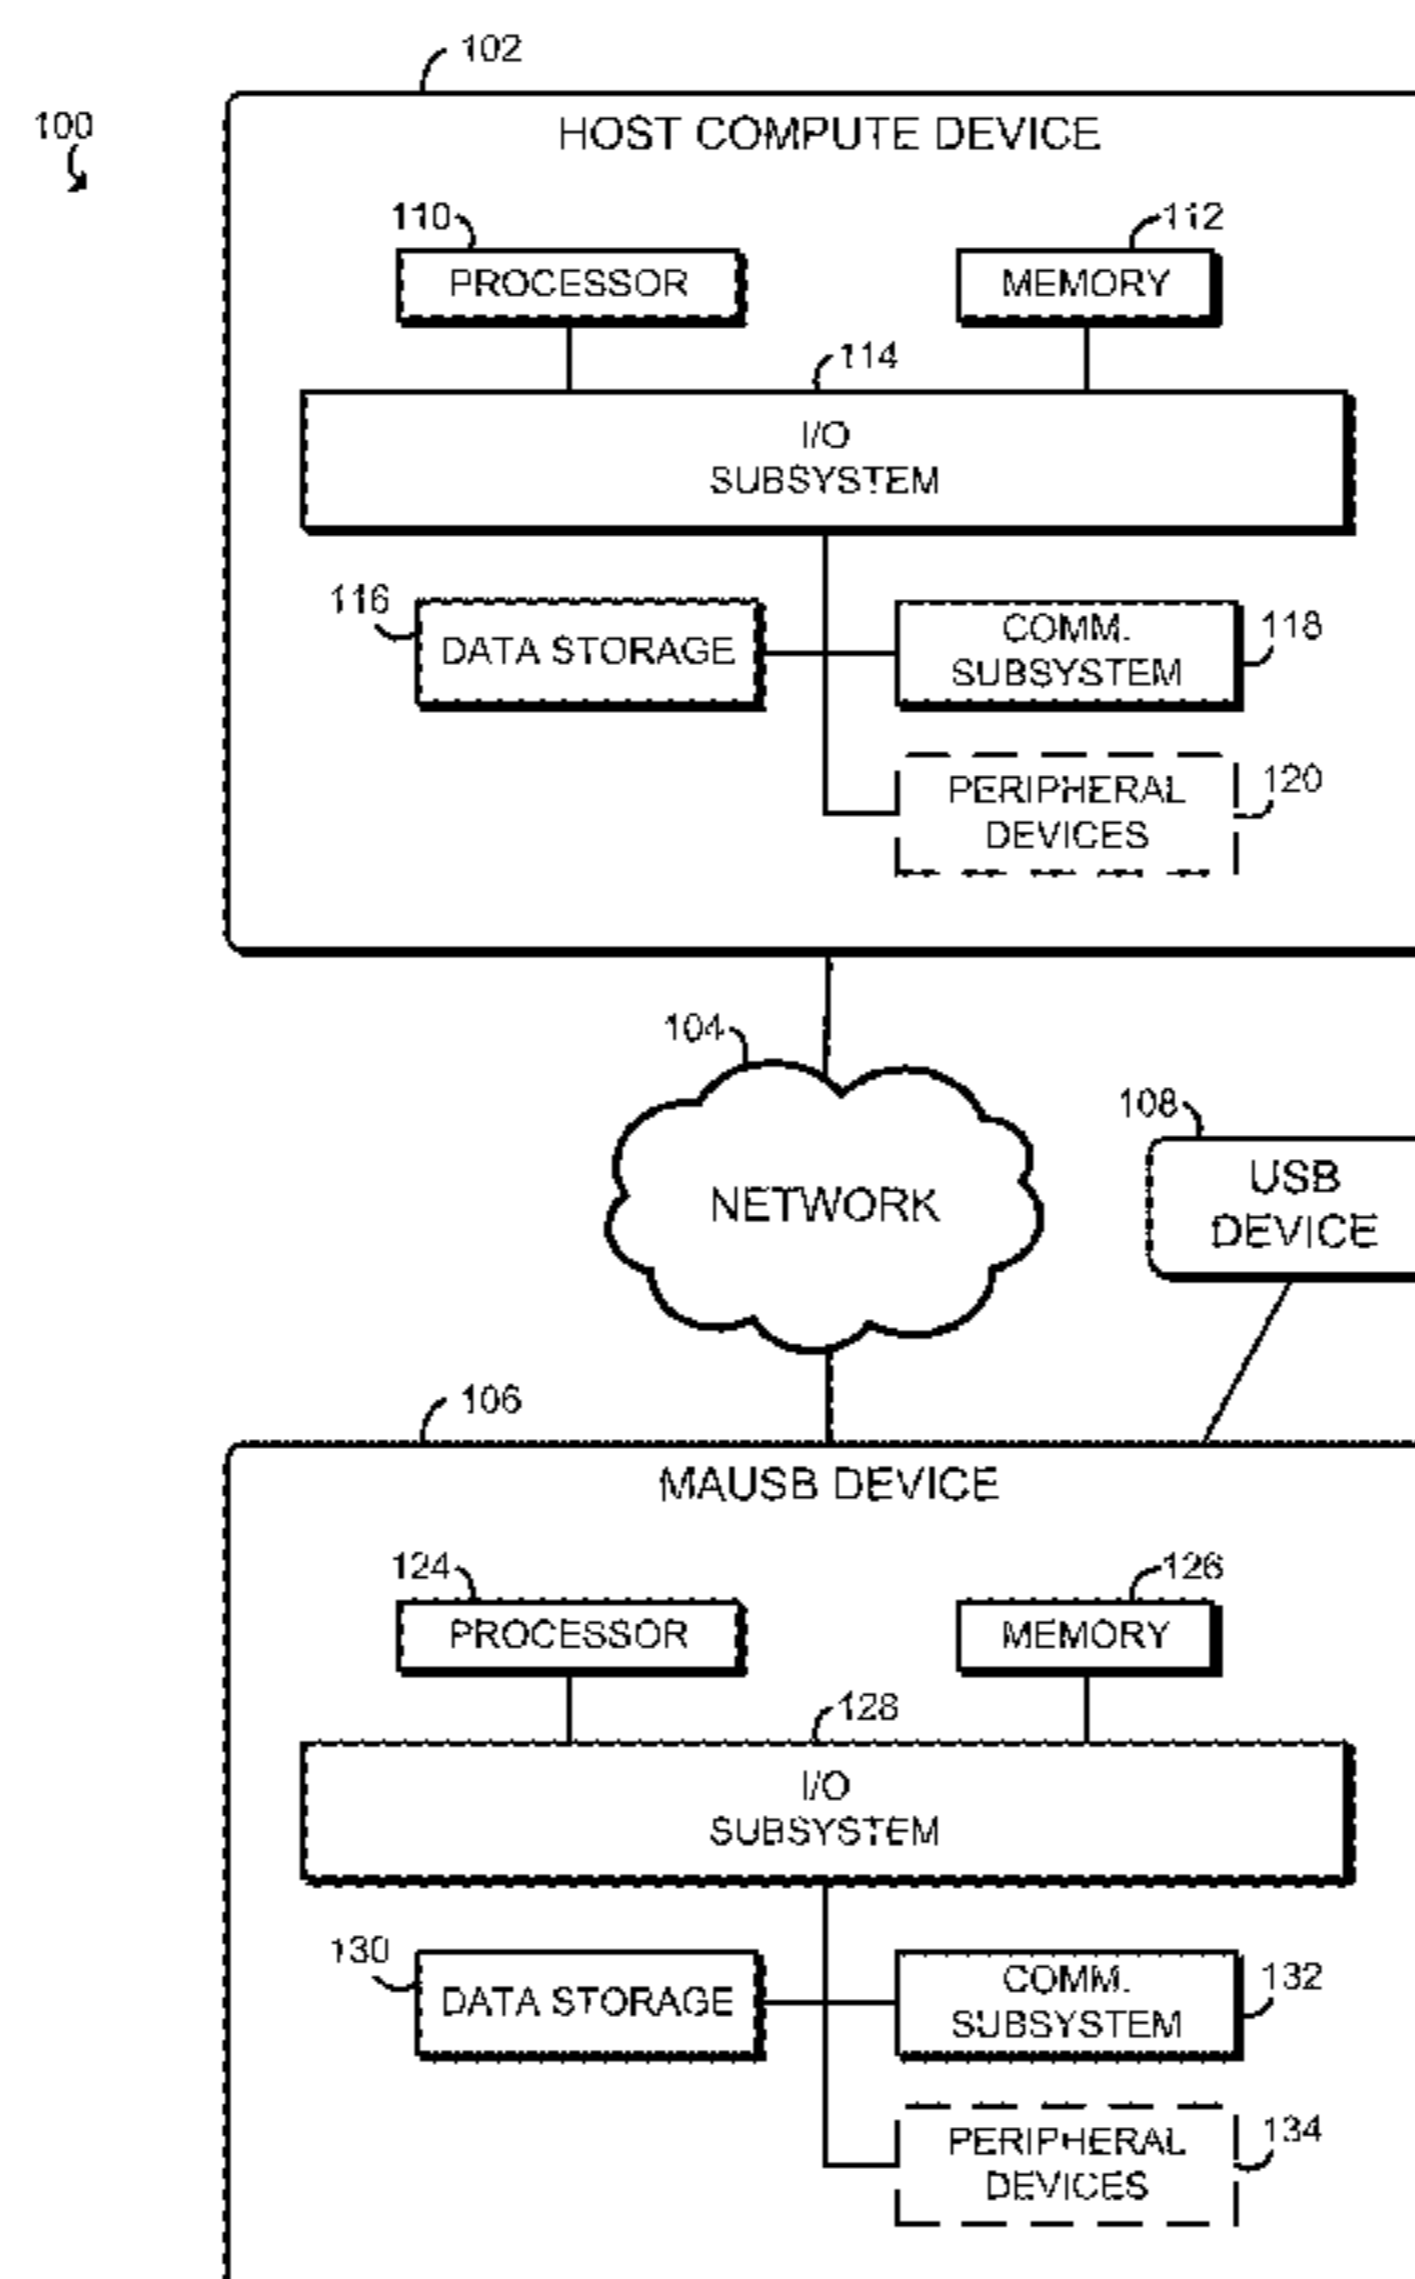 102
100
HOST COMPUTE DEVICE
110
112
PROCESSOR
MEMORY
114
I/O
SUBSYSTEM
116
DATA STORAGE
COMM.
SUBSYSTEM
118
PERIPHERAL
DEVICES
120
104
NETWORK
108
USB
DEVICE
106
MAUSB DEVICE
124
126
PROCESSOR
MEMORY
128
I/O
SUBSYSTEM
130
DATA STORAGE
COMM.
SUBSYSTEM
132
PERIPHERAL
DEVICES
134